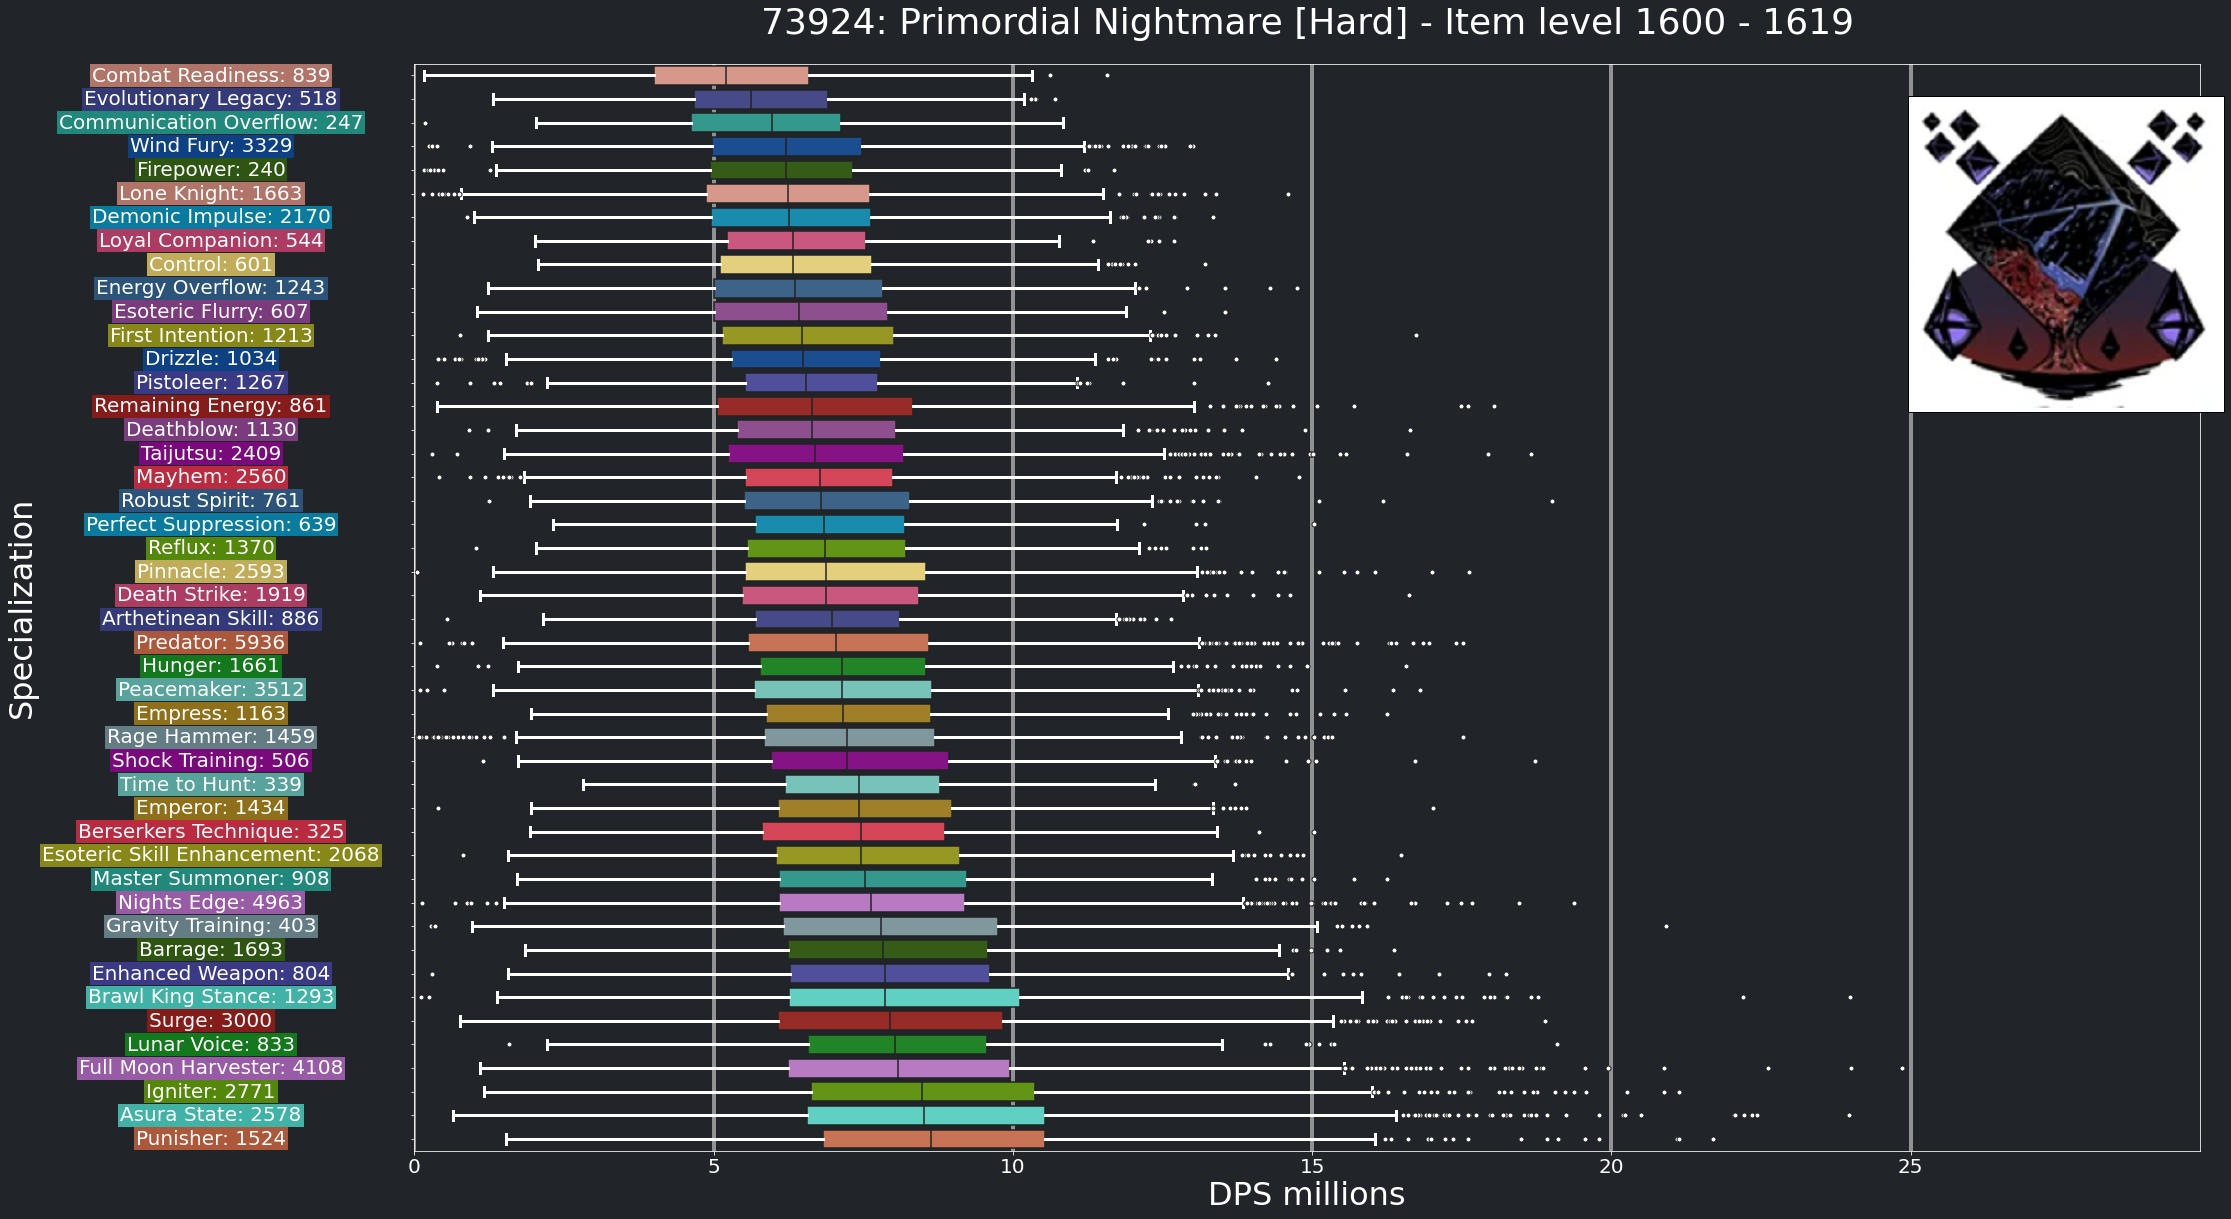 73924: Primordial Nightmare [Hard] - Item level 1600 - 1619
Combat Readiness: 839
Evolutionary Legacy: 518
Communication Overflow: 247
Wind Fury: 3329
Firepower: 240
Lone Knight: 1663
Demonic Impulse: 2170
Loyal Companion: 544
Control: 601
Energy Overflow: 1243
Esoteric Flurry: 607
First Intention: 1213
Drizzle: 1034
Pistoleer: 1267
Remaining Energy: 861
Deathblow: 1130
Taijutsu: 2409
Mayhem: 2560
Robust Spirit: 761
Perfect Suppression: 639
Reflux: 1370
Pinnacle: 2593
Death Strike: 1919
Arthetinean Skill: 886
Predator: 5936
Hunger: 1661
Peacemaker: 3512
Empress: 1163
Rage Hammer: 1459
Shock Training: 506
Time to Hunt: 339
Emperor: 1434
Berserkers Technique: 325
Esoteric Skill Enhancement: 2068
Master Summoner: 908
Nights Edge: 4963
Gravity Training: 403
Barrage: 1693
Enhanced Weapon: 804
Brawl King Stance: 1293
Surge: 3000
Lunar Voice: 833
Full Moon Harvester: 4108
Igniter: 2771
Asura State: 2578
Punisher: 1524
Specialization
0 5 10 15 20 25
DPS millions